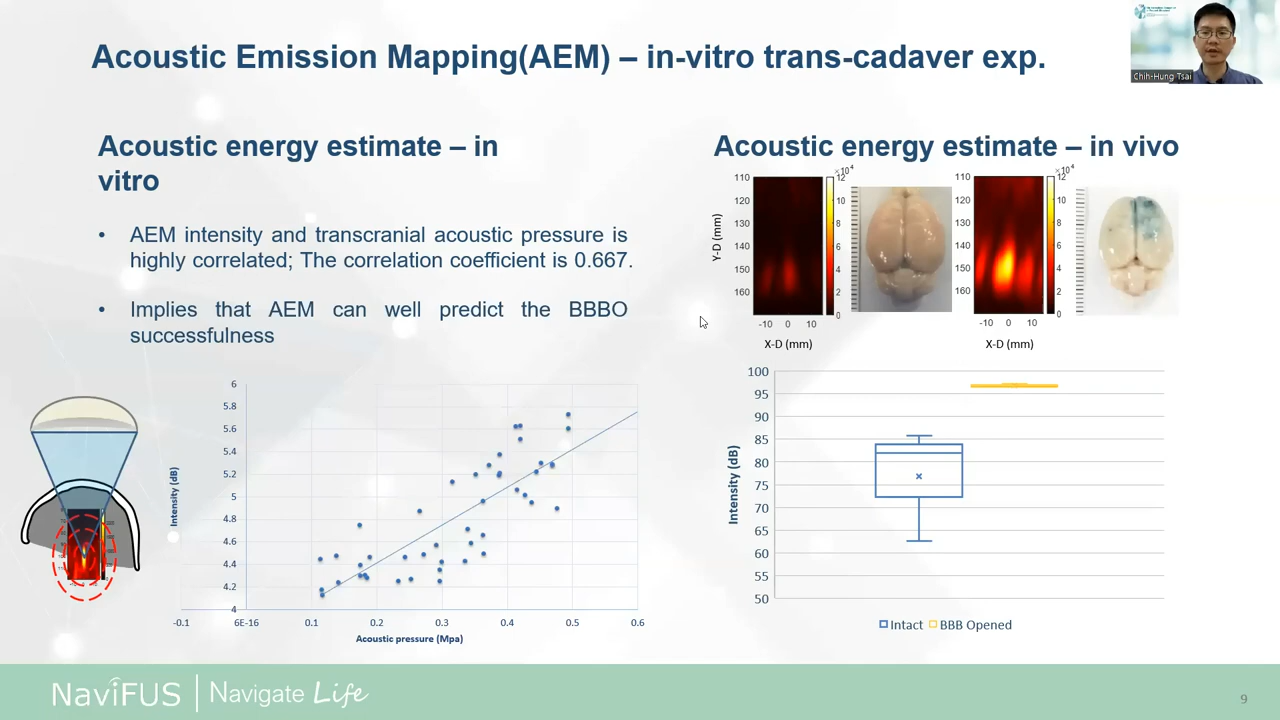 Acoustic Emission Mapping(AEM) – in-vitro trans-cadaver exp.
Chih-Hung Tsai
Acoustic energy estimate – in
vitro
• AEM intensity and transcranial acoustic pressure is
highly correlated; The correlation coefficient is 0.667.
• Implies that AEM can well predict the BBBO
successfulness
6
5.8
5.6
5.4
5.2
5
4.8
4.6
4.4
4.2
4
Intensity (dB)
-0.1 6E-16 0.1 0.2 0.3 0.4 0.5 0.6
Acoustic pressure (Mpa)
Acoustic energy estimate – in vivo
×10⁴
110
120
130
140
150
160
Y-D (mm)
12
10
8
6
4
2
0
-10 0 10
X-D (mm)
×10⁴
110
120
130
140
150
160
12
10
8
6
4
2
0
-10 0 10
X-D (mm)
100
95
90
85
80
75
70
65
60
55
50
Intensity (dB)
Intact BBB Opened
NaviFUS | Navigate Life
9